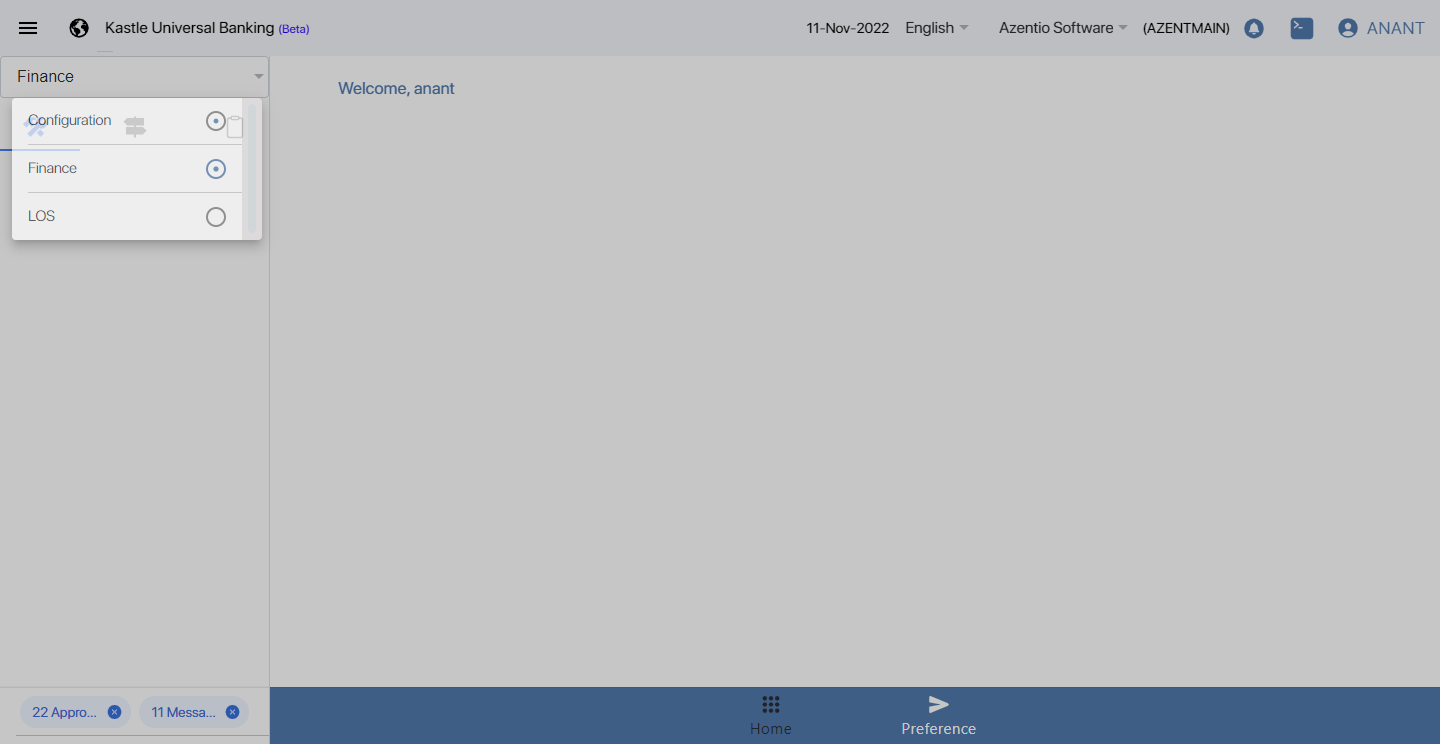 Kastle Universal Banking (Beta)
11-Nov-2022 English Azentio Software (AZENTMAIN) ANANT
Finance
Welcome, anant
Configuration
Finance
LOS
22 Appro... 11 Messa...
Home Preference